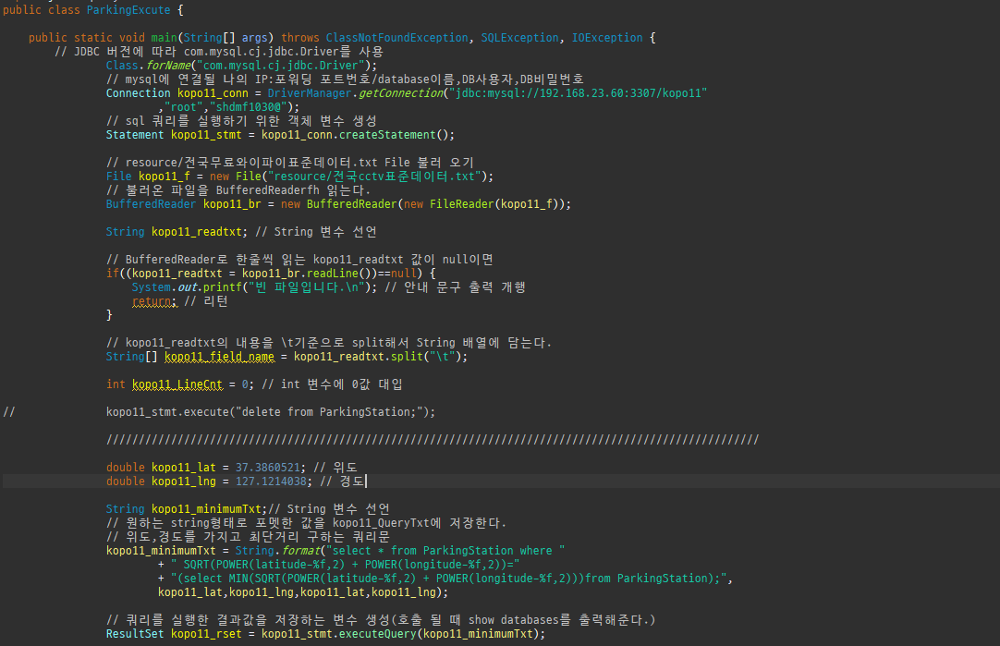 public class ParkingExcute {
public static void main(String[] args) throws ClassNotFoundException, SQLException, IOException {
// JDBC 버전에 따라 com.mysql.cj.jdbc.Driver를 사용
Class.forName("com.mysql.cj.jdbc.Driver");
// mysql에 연결될 나의 IP:포워딩 포트번호/database이름,DB사용자,DB비밀번호
Connection kopo11_conn = DriverManager.getConnection("jdbc:mysql://192.168.23.60:3307/kopo11"
,"root","shdmf1030@");
// sql 쿼리를 실행하기 위한 객체 변수 생성
Statement kopo11_stmt = kopo11_conn.createStatement();
// resource/전국무료와이파이표준데이터.txt File 불러 오기
File kopo11_f = new File("resource/전국cctv표준데이터.txt");
// 불러온 파일을 BufferedReaderfh 읽는다.
BufferedReader kopo11_br = new BufferedReader(new FileReader(kopo11_f));
String kopo11_readtxt; // String 변수 선언
// BufferedReader로 한줄씩 읽는 kopo11_readtxt 값이 null이면
if((kopo11_readtxt = kopo11_br.readLine())==null) {
System.out.printf("빈 파일입니다.\n"); // 안내 문구 출력 개행
return; // 리턴
}
// kopo11_readtxt의 내용을 \t기준으로 split해서 String 배열에 담는다.
String[] kopo11_field_name = kopo11_readtxt.split("\t");
int kopo11_LineCnt = 0; // int 변수에 0값 대입
// kopo11_stmt.execute("delete from ParkingStation;");
/////////////////////////////////////////////////////////////////////////////////////////////////////
double kopo11_lat = 37.3860521; // 위도
double kopo11_lng = 127.1214038; // 경도
String kopo11_minimumTxt;// String 변수 선언
// 원하는 string형태로 포멧한 값을 kopo11_QueryTxt에 저장한다.
// 위도,경도를 가지고 최단거리 구하는 쿼리문
kopo11_minimumTxt = String.format("select * from ParkingStation where "
+ " SQRT(POWER(latitude-%f,2) + POWER(longitude-%f,2))="
+ "(select MIN(SQRT(POWER(latitude-%f,2) + POWER(longitude-%f,2)))from ParkingStation);",
kopo11_lat,kopo11_lng,kopo11_lat,kopo11_lng);
// 쿼리를 실행한 결과값을 저장하는 변수 생성(호출 될 때 show databases를 출력해준다.)
ResultSet kopo11_rset = kopo11_stmt.executeQuery(kopo11_minimumTxt);